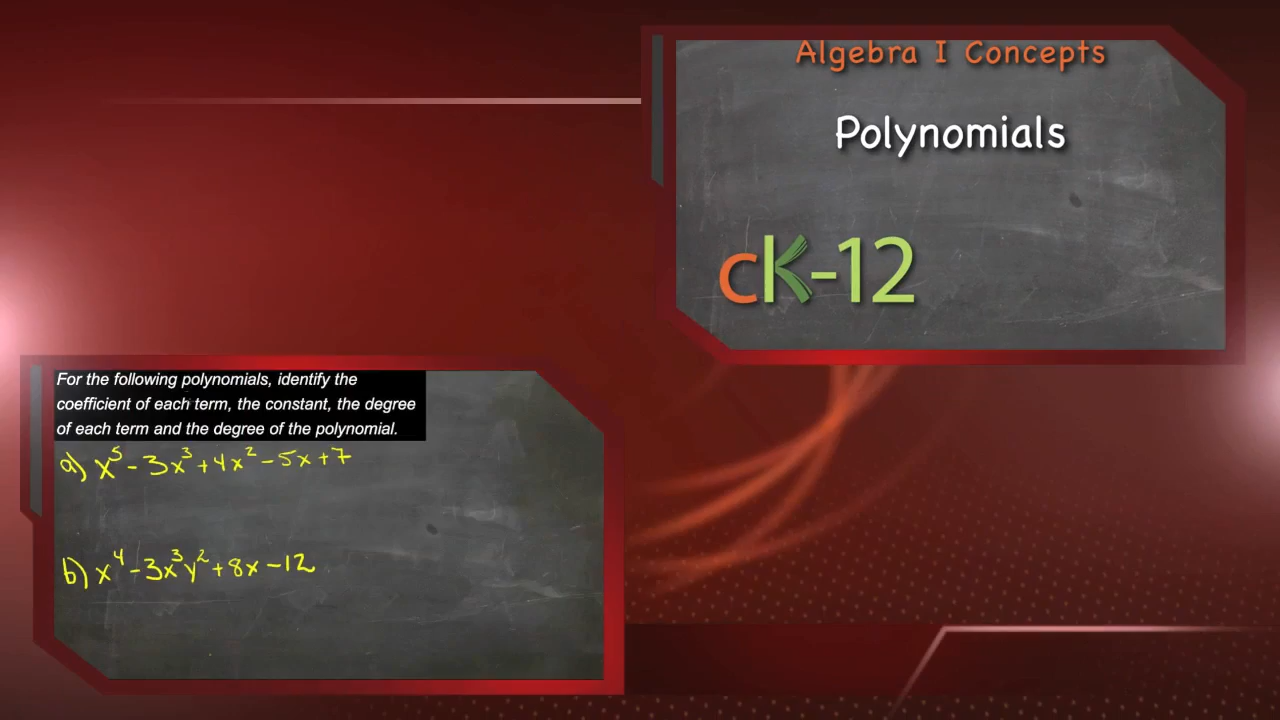 Algebra I Concepts
Polynomials
cK-12
For the following polynomials, identify the
coefficient of each term, the constant, the degree
of each term and the degree of the polynomial.
a) x⁵ - 3x³ + 4x² - 5x + 7
b) x⁴ - 3x³y² + 8x - 12